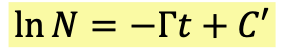 ln N = −Γt + C′